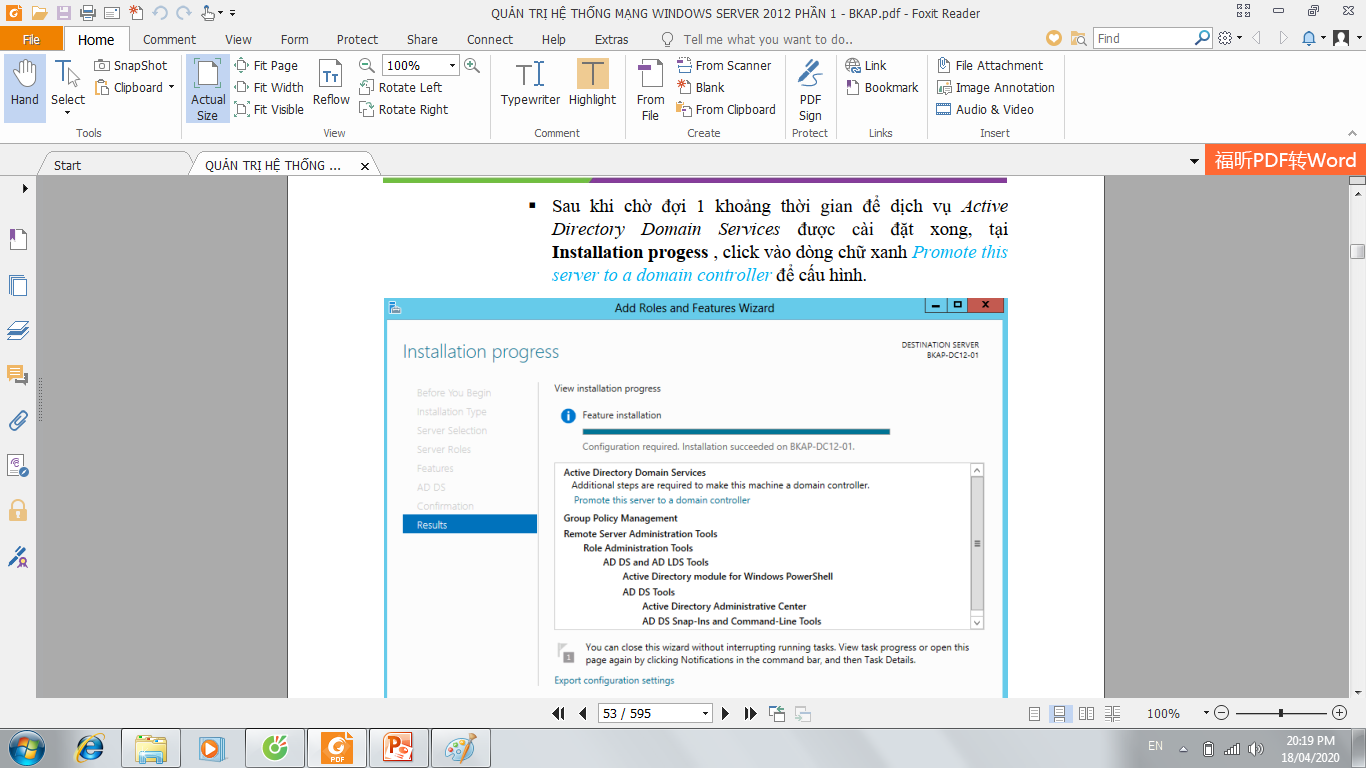 QUẢN TRỊ HỆ THỐNG MẠNG WINDOWS SERVER 2012 PHẦN 1 - BKAP.pdf - Foxit Reader
File Home Comment View Form Protect Share Connect Help Extras Tell me what you want to do.. Find
Hand
Select
SnapShot
Clipboard
Tools
Actual Size
Fit Page
Fit Width
Fit Visible
Reflow
100%
Rotate Left
Rotate Right
View
Typewriter
Highlight
Comment
From File
From Scanner
Blank
From Clipboard
Create
PDF Sign
Protect
Link
Bookmark
Links
File Attachment
Image Annotation
Audio & Video
Insert
Start
QUẢN TRỊ HỆ THỐNG ...
福昕PDF转Word
▪ Sau khi chờ đợi 1 khoảng thời gian để dịch vụ Active
Directory Domain Services được cài đặt xong, tại
Installation progess , click vào dòng chữ xanh Promote this
server to a domain controller để cấu hình.
Add Roles and Features Wizard
Installation progress
DESTINATION SERVER
BKAP-DC12-01
Before You Begin
Installation Type
Server Selection
Server Roles
Features
AD DS
Confirmation
Results
View installation progress
Feature installation
Configuration required. Installation succeeded on BKAP-DC12-01.
Active Directory Domain Services
Additional steps are required to make this machine a domain controller.
Promote this server to a domain controller
Group Policy Management
Remote Server Administration Tools
Role Administration Tools
AD DS and AD LDS Tools
Active Directory module for Windows PowerShell
AD DS Tools
Active Directory Administrative Center
AD DS Snap-Ins and Command-Line Tools
1
You can close this wizard without interrupting running tasks. View task progress or open this
page again by clicking Notifications in the command bar, and then Task Details.
Export configuration settings
53 / 595
100%
PDF
EN
20:19 PM
18/04/2020